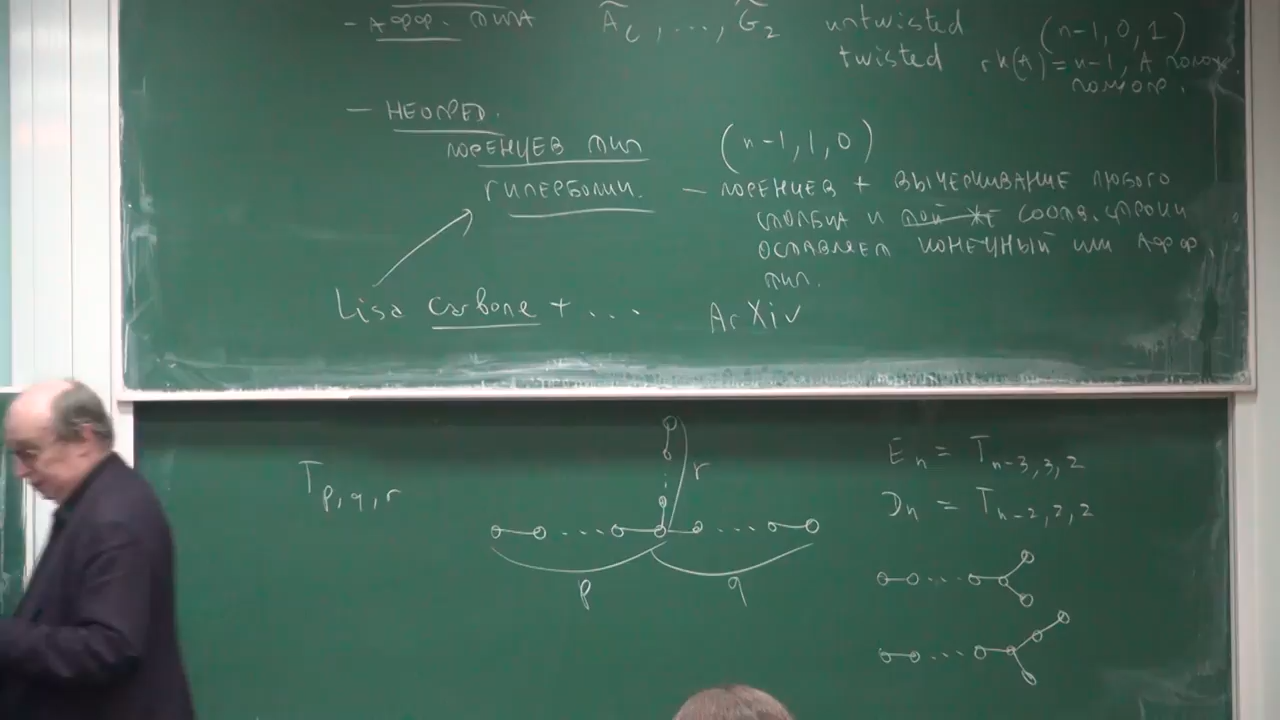 - Афф. типа Ã_l, ..., G̃_2 untwisted (n-1, 0, 1)
twisted rk(A) = n-1, A полож.
полуопр.
- НЕОПРЕД.
ЛОРЕНЦЕВ ТИП (n-1, 1, 0)
ГИПЕРБОЛИЧ. - ЛОРЕНЦЕВ + ВЫЧЕРКИВАНИЕ ЛЮБОГО
СТОЛБЦА И СООТВ. СТРОКИ
ОСТАВЛЯЕТ КОНЕЧНЫЙ ИЛИ АФФ.
ТИП.
Lisa Carbone + ... ArXiv
T_{p,q,r}
r
p q
E_n = T_{n-3,3,2}
D_n = T_{n-2,2,2}